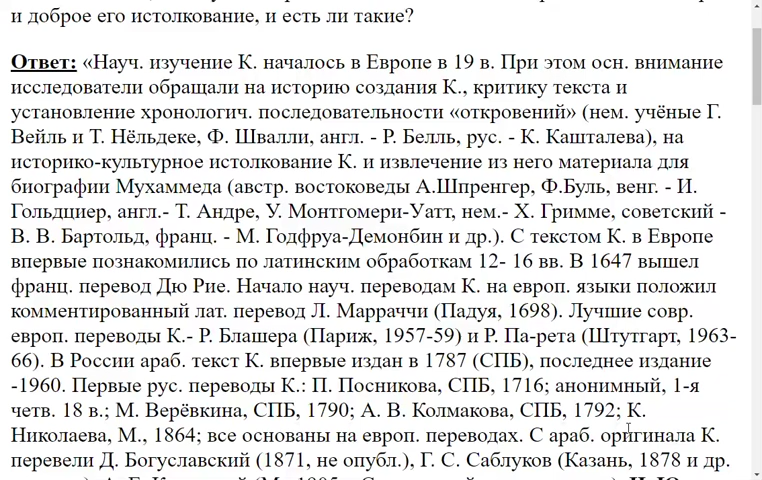 и доброе его истолкование, и есть ли такие?
Ответ: «Науч. изучение К. началось в Европе в 19 в. При этом осн. внимание
исследователи обращали на историю создания К., критику текста и
установление хронологич. последовательности «откровений» (нем. учёные Г.
Вейль и Т. Нёльдеке, Ф. Швалли, англ. - Р. Белль, рус. - К. Кашталева), на
историко-культурное истолкование К. и извлечение из него материала для
биографии Мухаммеда (австр. востоковеды А.Шпренгер, Ф.Буль, венг. - И.
Гольдциер, англ.- Т. Андре, У. Монтгомери-Уатт, нем.- Х. Гримме, советский -
В. В. Бартольд, франц. - М. Годфруа-Демонбин и др.). С текстом К. в Европе
впервые познакомились по латинским обработкам 12- 16 вв. В 1647 вышел
франц. перевод Дю Рие. Начало науч. переводам К. на европ. языки положил
комментированный лат. перевод Л. Марраччи (Падуя, 1698). Лучшие совр.
европ. переводы К.- Р. Блашера (Париж, 1957-59) и Р. Па-рета (Штутгарт, 1963-
66). В России араб. текст К. впервые издан в 1787 (СПБ), последнее издание
-1960. Первые рус. переводы К.: П. Посникова, СПБ, 1716; анонимный, 1-я
четв. 18 в.; М. Верёвкина, СПБ, 1790; А. В. Колмакова, СПБ, 1792; К.
Николаева, М., 1864; все основаны на европ. переводах. С араб. оригинала К.
перевели Д. Богуславский (1871, не опубл.), Г. С. Саблуков (Казань, 1878 и др.